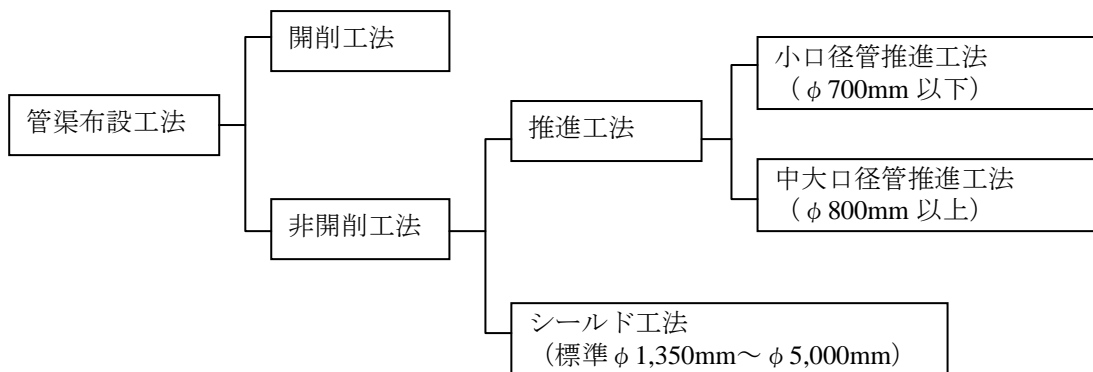 管渠布設工法
開削工法
非開削工法
推進工法
小口径管推進工法
（φ700mm 以下）
中大口径管推進工法
（φ800mm 以上）
シールド工法
（標準φ1,350mm～φ5,000mm）